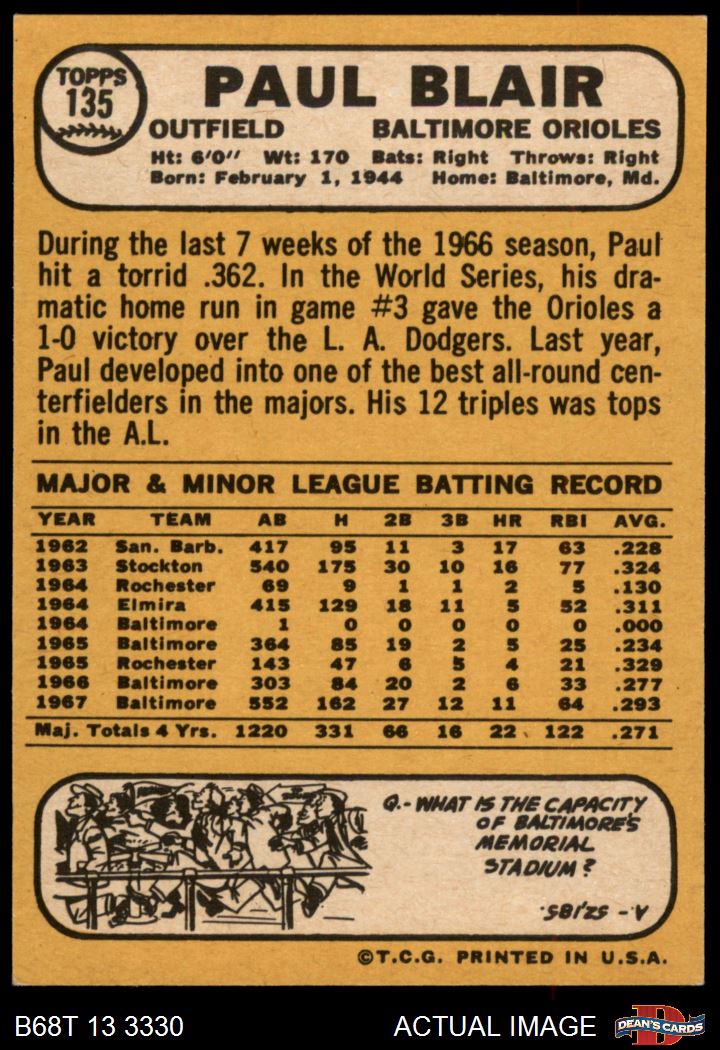 TOPPS
135
PAUL BLAIR
OUTFIELD BALTIMORE ORIOLES
Ht: 6'0" Wt: 170 Bats: Right Throws: Right
Born: February 1, 1944 Home: Baltimore, Md.
During the last 7 weeks of the 1966 season, Paul
hit a torrid .362. In the World Series, his dra-
matic home run in game #3 gave the Orioles a
1-0 victory over the L. A. Dodgers. Last year,
Paul developed into one of the best all-round cen-
terfielders in the majors. His 12 triples was tops
in the A.L.
MAJOR & MINOR LEAGUE BATTING RECORD
YEAR TEAM AB H 2B 3B HR RBI AVG.
1962 San. Barb. 417 95 11 3 17 63 .228
1963 Stockton 540 175 30 10 16 77 .324
1964 Rochester 69 9 1 1 2 5 .130
1964 Elmira 415 129 18 11 5 52 .311
1964 Baltimore 1 0 0 0 0 0 .000
1965 Baltimore 364 85 19 2 5 25 .234
1965 Rochester 143 47 6 5 4 21 .329
1966 Baltimore 303 84 20 2 6 33 .277
1967 Baltimore 552 162 27 12 11 64 .293
Maj. Totals 4 Yrs. 1220 331 66 16 22 122 .271
Q.- WHAT IS THE CAPACITY
OF BALTIMORE'S
MEMORIAL
STADIUM?
A - 52,185.
©T.C.G. PRINTED IN U.S.A.
B68T 13 3330 ACTUAL IMAGE
DEAN'S CARDS